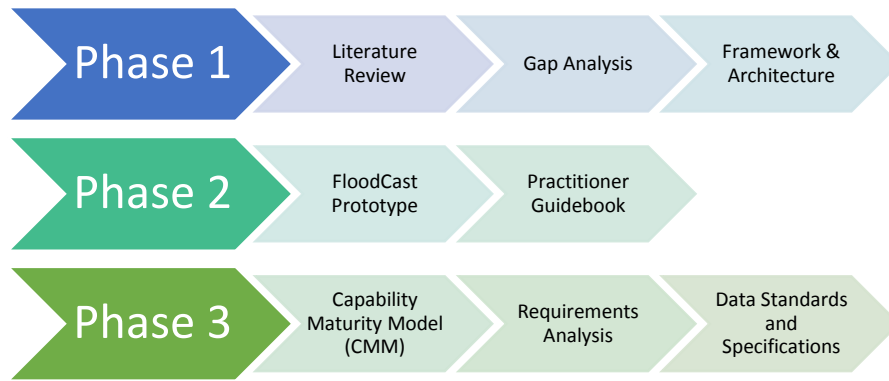 Phase 1
Literature
Review
Gap Analysis
Framework &
Architecture
Phase 2
FloodCast
Prototype
Practitioner
Guidebook
Phase 3
Capability
Maturity Model
(CMM)
Requirements
Analysis
Data Standards
and
Specifications